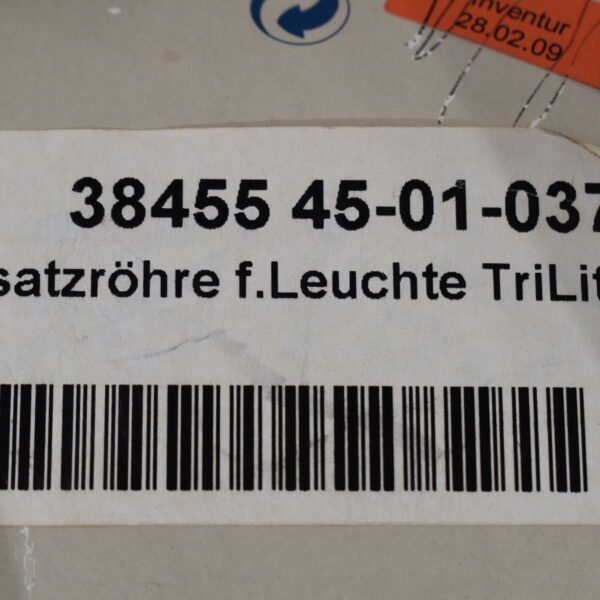 Inventur
28.02.09
38455 45-01-037
satzröhre f.Leuchte TriLit